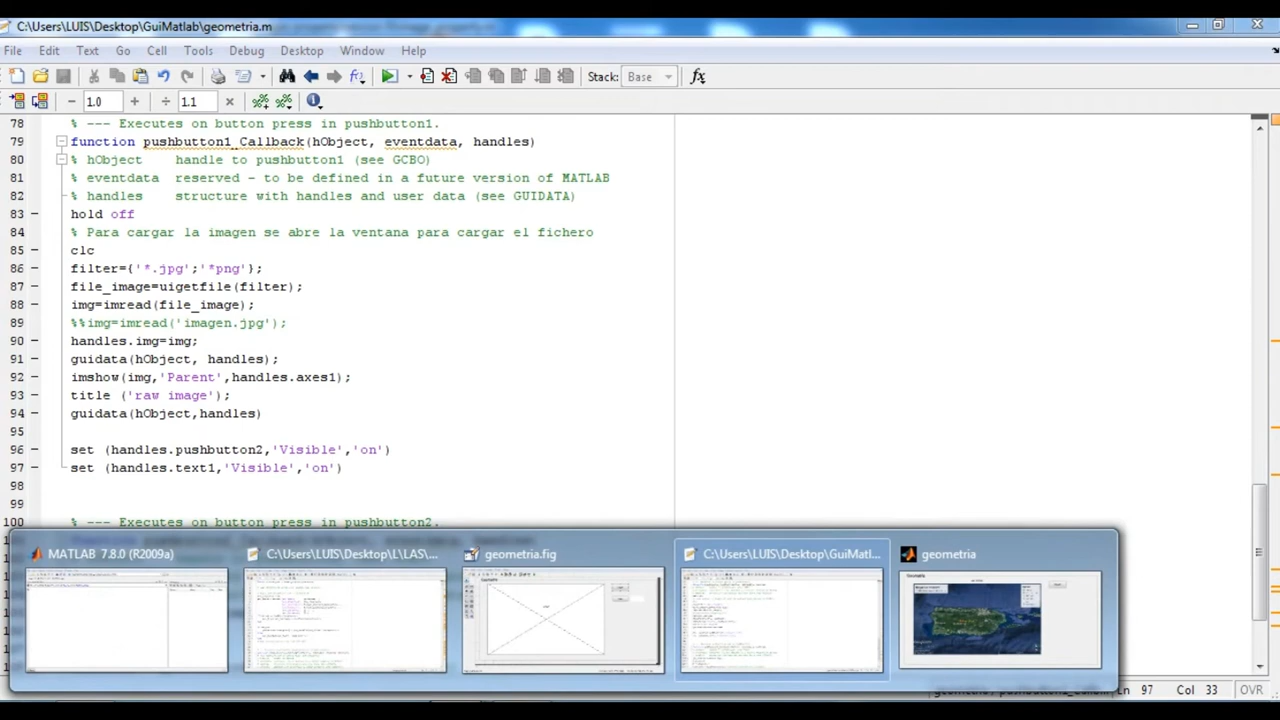 C:\Users\LUIS\Desktop\GuiMatlab\geometria.m
File Edit Text Go Cell Tools Debug Desktop Window Help
Stack: Base fx
− 1.0 + ÷ 1.1 ×
78 % --- Executes on button press in pushbutton1.
79 function pushbutton1_Callback(hObject, eventdata, handles)
80 % hObject    handle to pushbutton1 (see GCBO)
81 % eventdata  reserved - to be defined in a future version of MATLAB
82 % handles    structure with handles and user data (see GUIDATA)
83 − hold off
84 % Para cargar la imagen se abre la ventana para cargar el fichero
85 − clc
86 − filter={'*.jpg';'*png'};
87 − file_image=uigetfile(filter);
88 − img=imread(file_image);
89 %%img=imread('imagen.jpg');
90 − handles.img=img;
91 − guidata(hObject, handles);
92 − imshow(img,'Parent',handles.axes1);
93 − title ('raw image');
94 − guidata(hObject,handles)
95
96 − set (handles.pushbutton2,'Visible','on')
97 − set (handles.text1,'Visible','on')
98
99
100 % --- Executes on button press in pushbutton2.
MATLAB 7.8.0 (R2009a)
C:\Users\LUIS\Desktop\L\LAS...
geometria.fig
C:\Users\LUIS\Desktop\GuiMatl...
geometria
Ln 97 Col 33 OVR